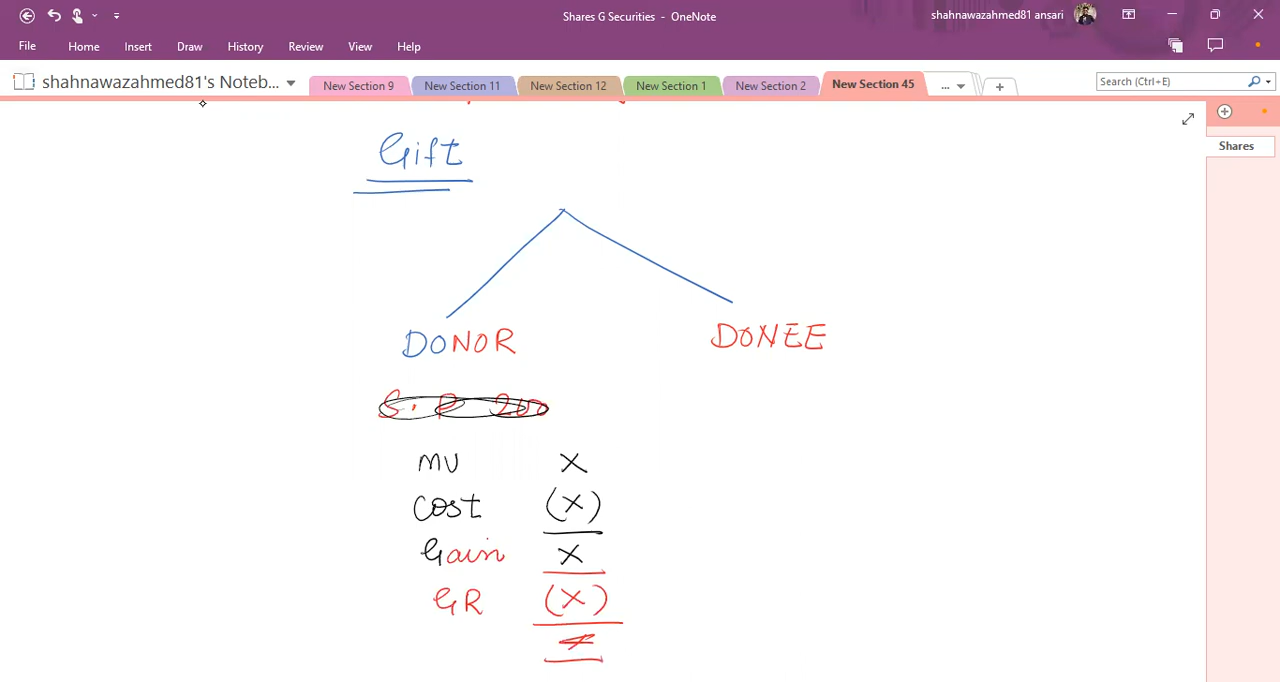 Shares G Securities - OneNote
shahnawazahmed81 ansari
File Home Insert Draw History Review View Help
shahnawazahmed81's Noteb...
New Section 9 New Section 11 New Section 12 New Section 1 New Section 2 New Section 45 ...
Search (Ctrl+E)
Shares
Gift
DONOR DONEE
S.P 200
MV X
Cost (X)
Gain X
GR (X)